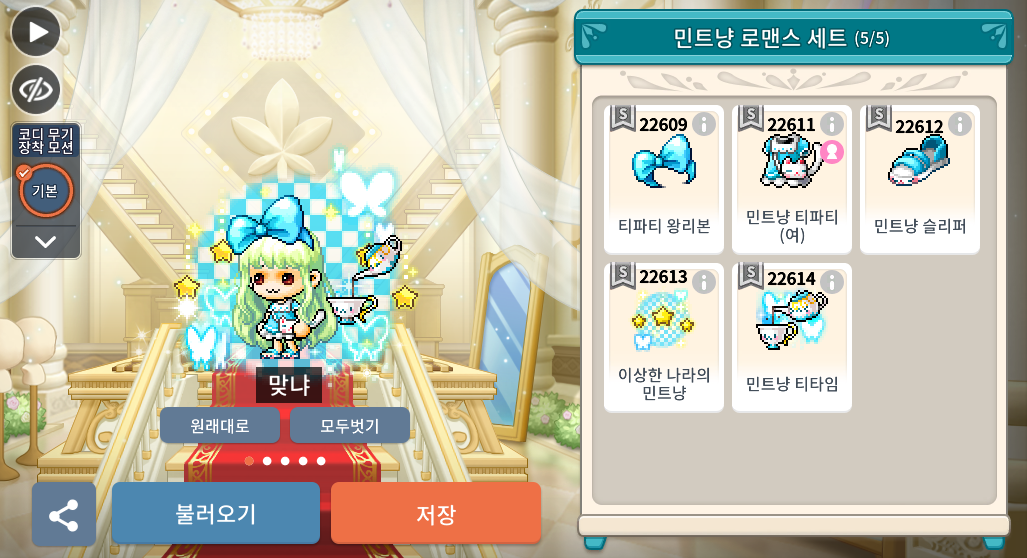 코디 무기
장착 모션
기본
맞냐
원래대로
모두벗기
불러오기
저장
민트냥 로맨스 세트 (5/5)
S 22609
티파티 왕리본
S 22611
민트냥 티파티
(여)
S 22612
민트냥 슬리퍼
S 22613
이상한 나라의
민트냥
S 22614
민트냥 티타임